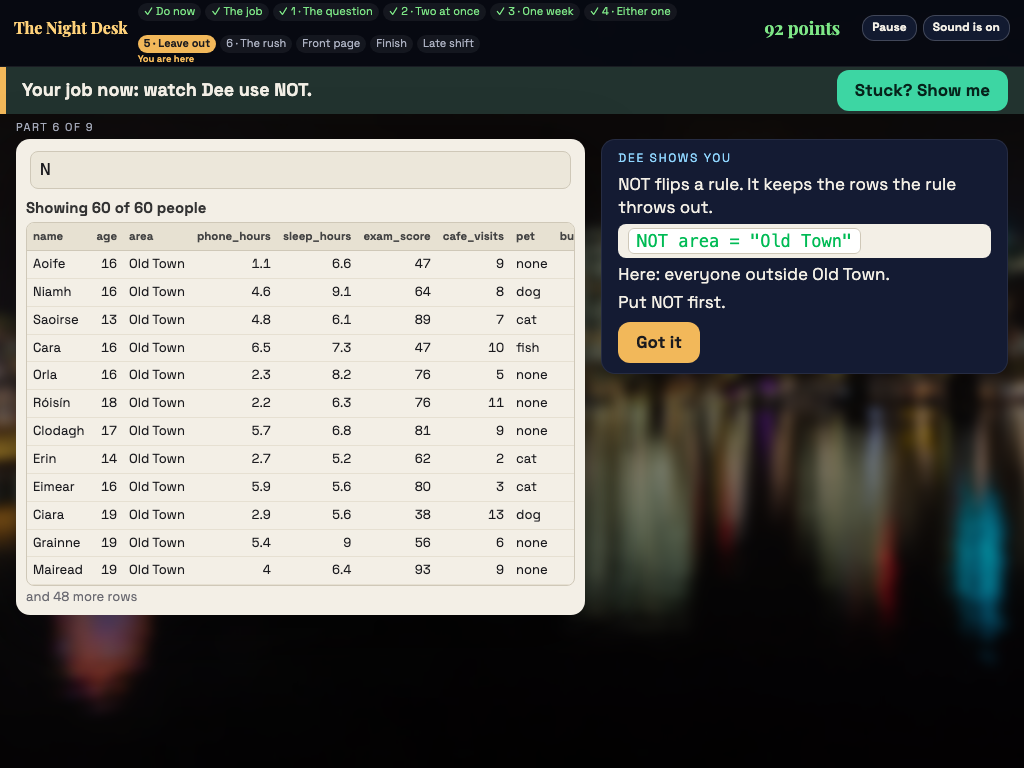 The Night Desk
✓ Do now ✓ The job ✓ 1 · The question ✓ 2 · Two at once ✓ 3 · One week ✓ 4 · Either one
5 · Leave out 6 · The rush Front page Finish Late shift
You are here
92 points
Pause Sound is on
Your job now: watch Dee use NOT.
Stuck? Show me
PART 6 OF 9
N
Showing 60 of 60 people
name age area phone_hours sleep_hours exam_score cafe_visits pet bu
Aoife 16 Old Town 1.1 6.6 47 9 none
Niamh 16 Old Town 4.6 9.1 64 8 dog
Saoirse 13 Old Town 4.8 6.1 89 7 cat
Cara 16 Old Town 6.5 7.3 47 10 fish
Orla 16 Old Town 2.3 8.2 76 5 none
Róisín 18 Old Town 2.2 6.3 76 11 none
Clodagh 17 Old Town 5.7 6.8 81 9 none
Erin 14 Old Town 2.7 5.2 62 2 cat
Eimear 16 Old Town 5.9 5.6 80 3 cat
Ciara 19 Old Town 2.9 5.6 38 13 dog
Grainne 19 Old Town 5.4 9 56 6 none
Mairead 19 Old Town 4 6.4 93 9 none
and 48 more rows
DEE SHOWS YOU
NOT flips a rule. It keeps the rows the rule
throws out.
NOT area = "Old Town"
Here: everyone outside Old Town.
Put NOT first.
Got it